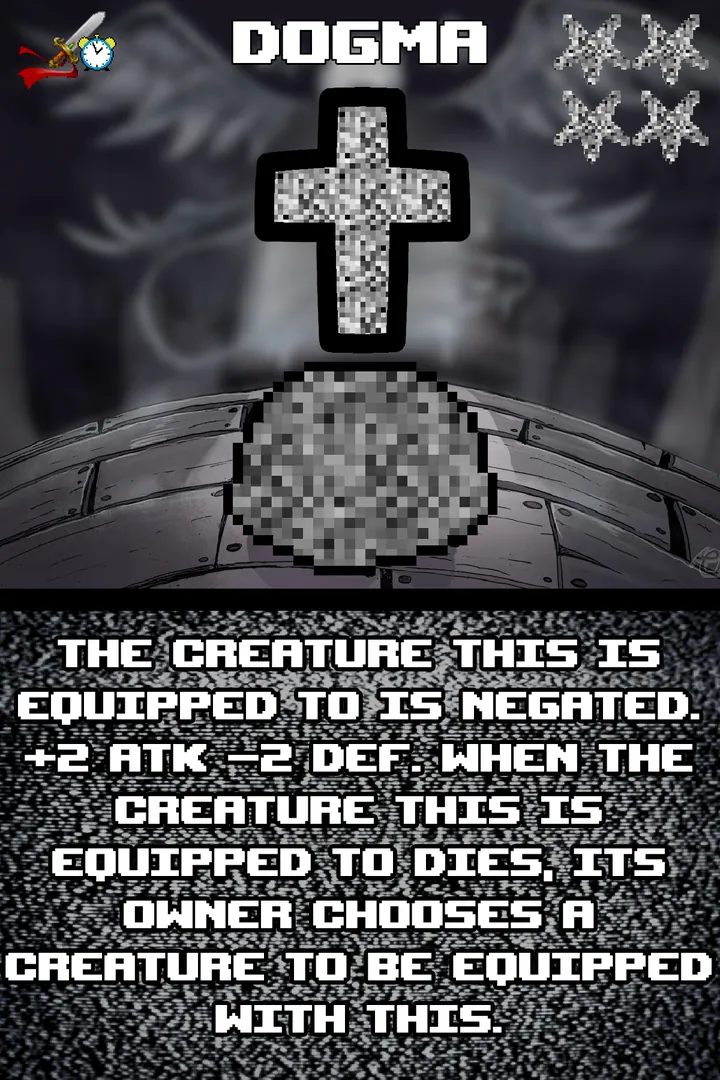 DOGMA
THE CREATURE THIS IS
EQUIPPED TO IS NEGATED.
+2 ATK -2 DEF. WHEN THE
CREATURE THIS IS
EQUIPPED TO DIES, ITS
OWNER CHOOSES A
CREATURE TO BE EQUIPPED
WITH THIS.